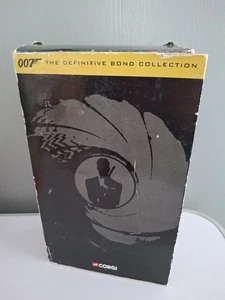 007 THE DEFINITIVE BOND COLLECTION
CORGI